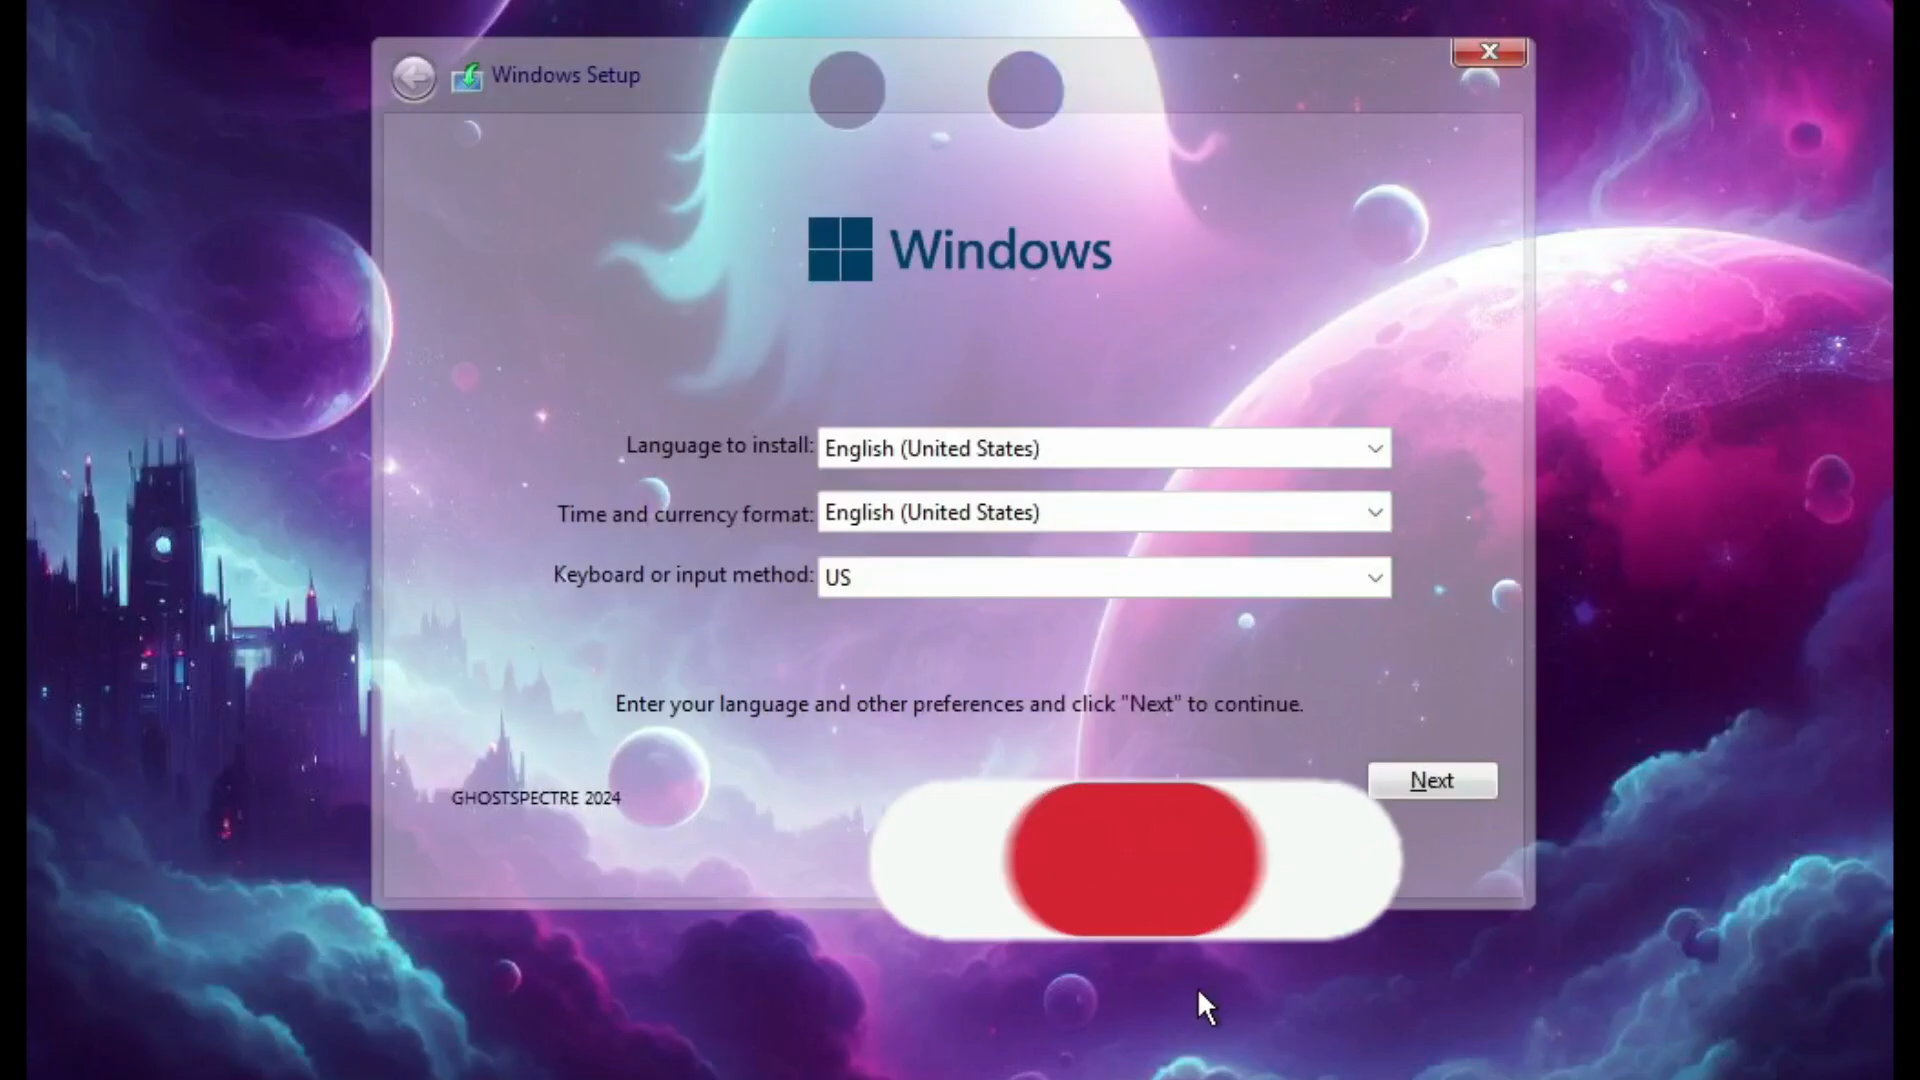 Windows Setup
X
Windows
Language to install: English (United States)
Time and currency format: English (United States)
Keyboard or input method: US
Enter your language and other preferences and click "Next" to continue.
Next
GHOSTSPECTRE 2024